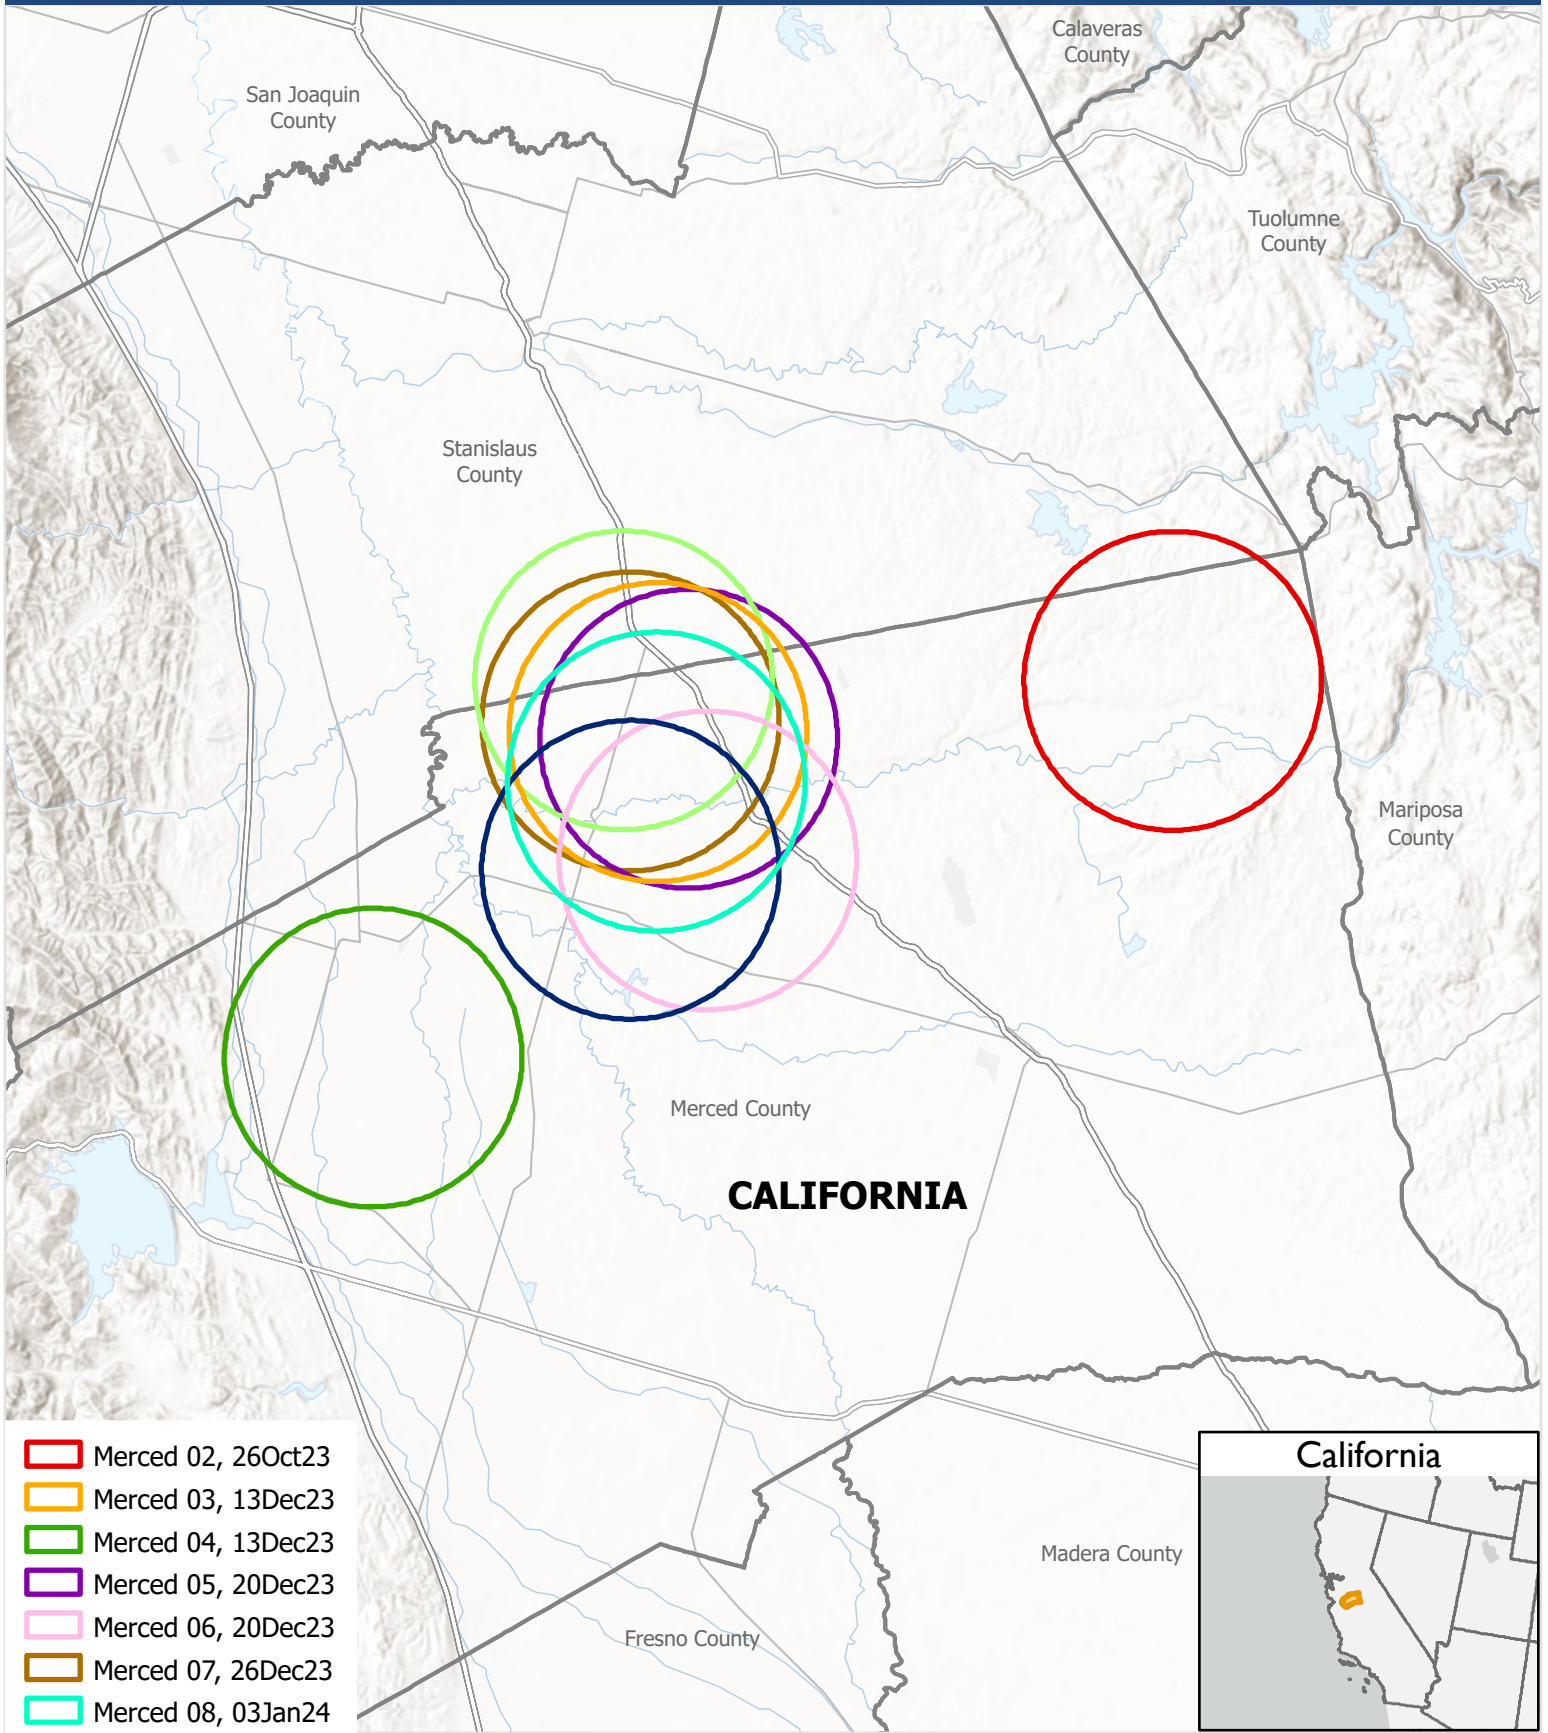 Calaveras
County
San Joaquin
County
Tuolumne
County
Stanislaus
County
Mariposa
County
Merced County
CALIFORNIA
Madera County
Fresno County
Merced 02, 26Oct23
Merced 03, 13Dec23
Merced 04, 13Dec23
Merced 05, 20Dec23
Merced 06, 20Dec23
Merced 07, 26Dec23
Merced 08, 03Jan24
California